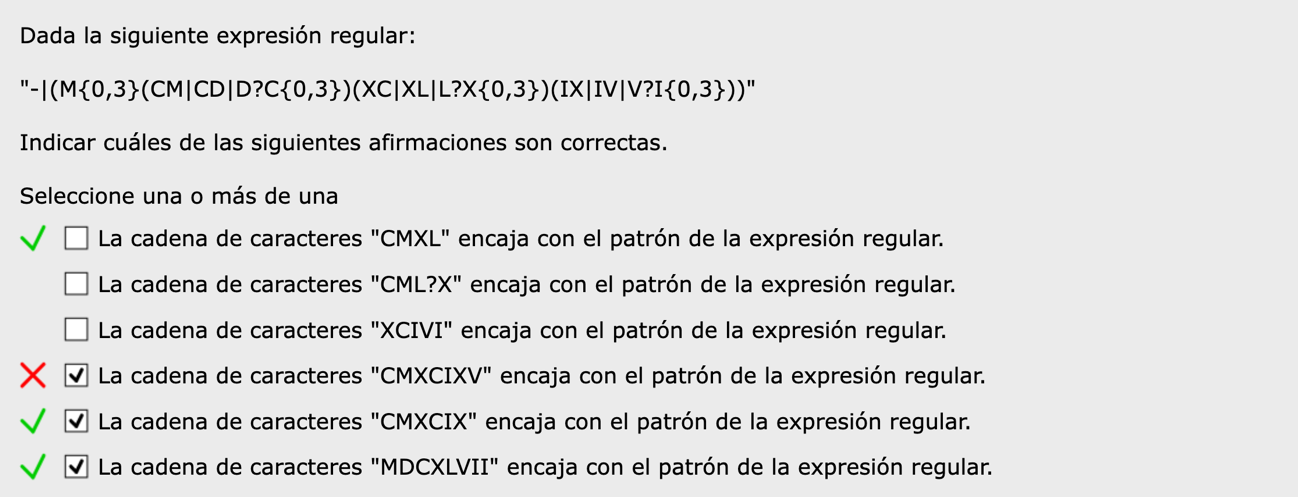 Dada la siguiente expresión regular:
"-|(M{0,3}(CM|CD|D?C{0,3})(XC|XL|L?X{0,3})(IX|IV|V?I{0,3}))"
Indicar cuáles de las siguientes afirmaciones son correctas.
Seleccione una o más de una
La cadena de caracteres "CMXL" encaja con el patrón de la expresión regular.
La cadena de caracteres "CML?X" encaja con el patrón de la expresión regular.
La cadena de caracteres "XCIVI" encaja con el patrón de la expresión regular.
La cadena de caracteres "CMXCIXV" encaja con el patrón de la expresión regular.
La cadena de caracteres "CMXCIX" encaja con el patrón de la expresión regular.
La cadena de caracteres "MDCXLVII" encaja con el patrón de la expresión regular.